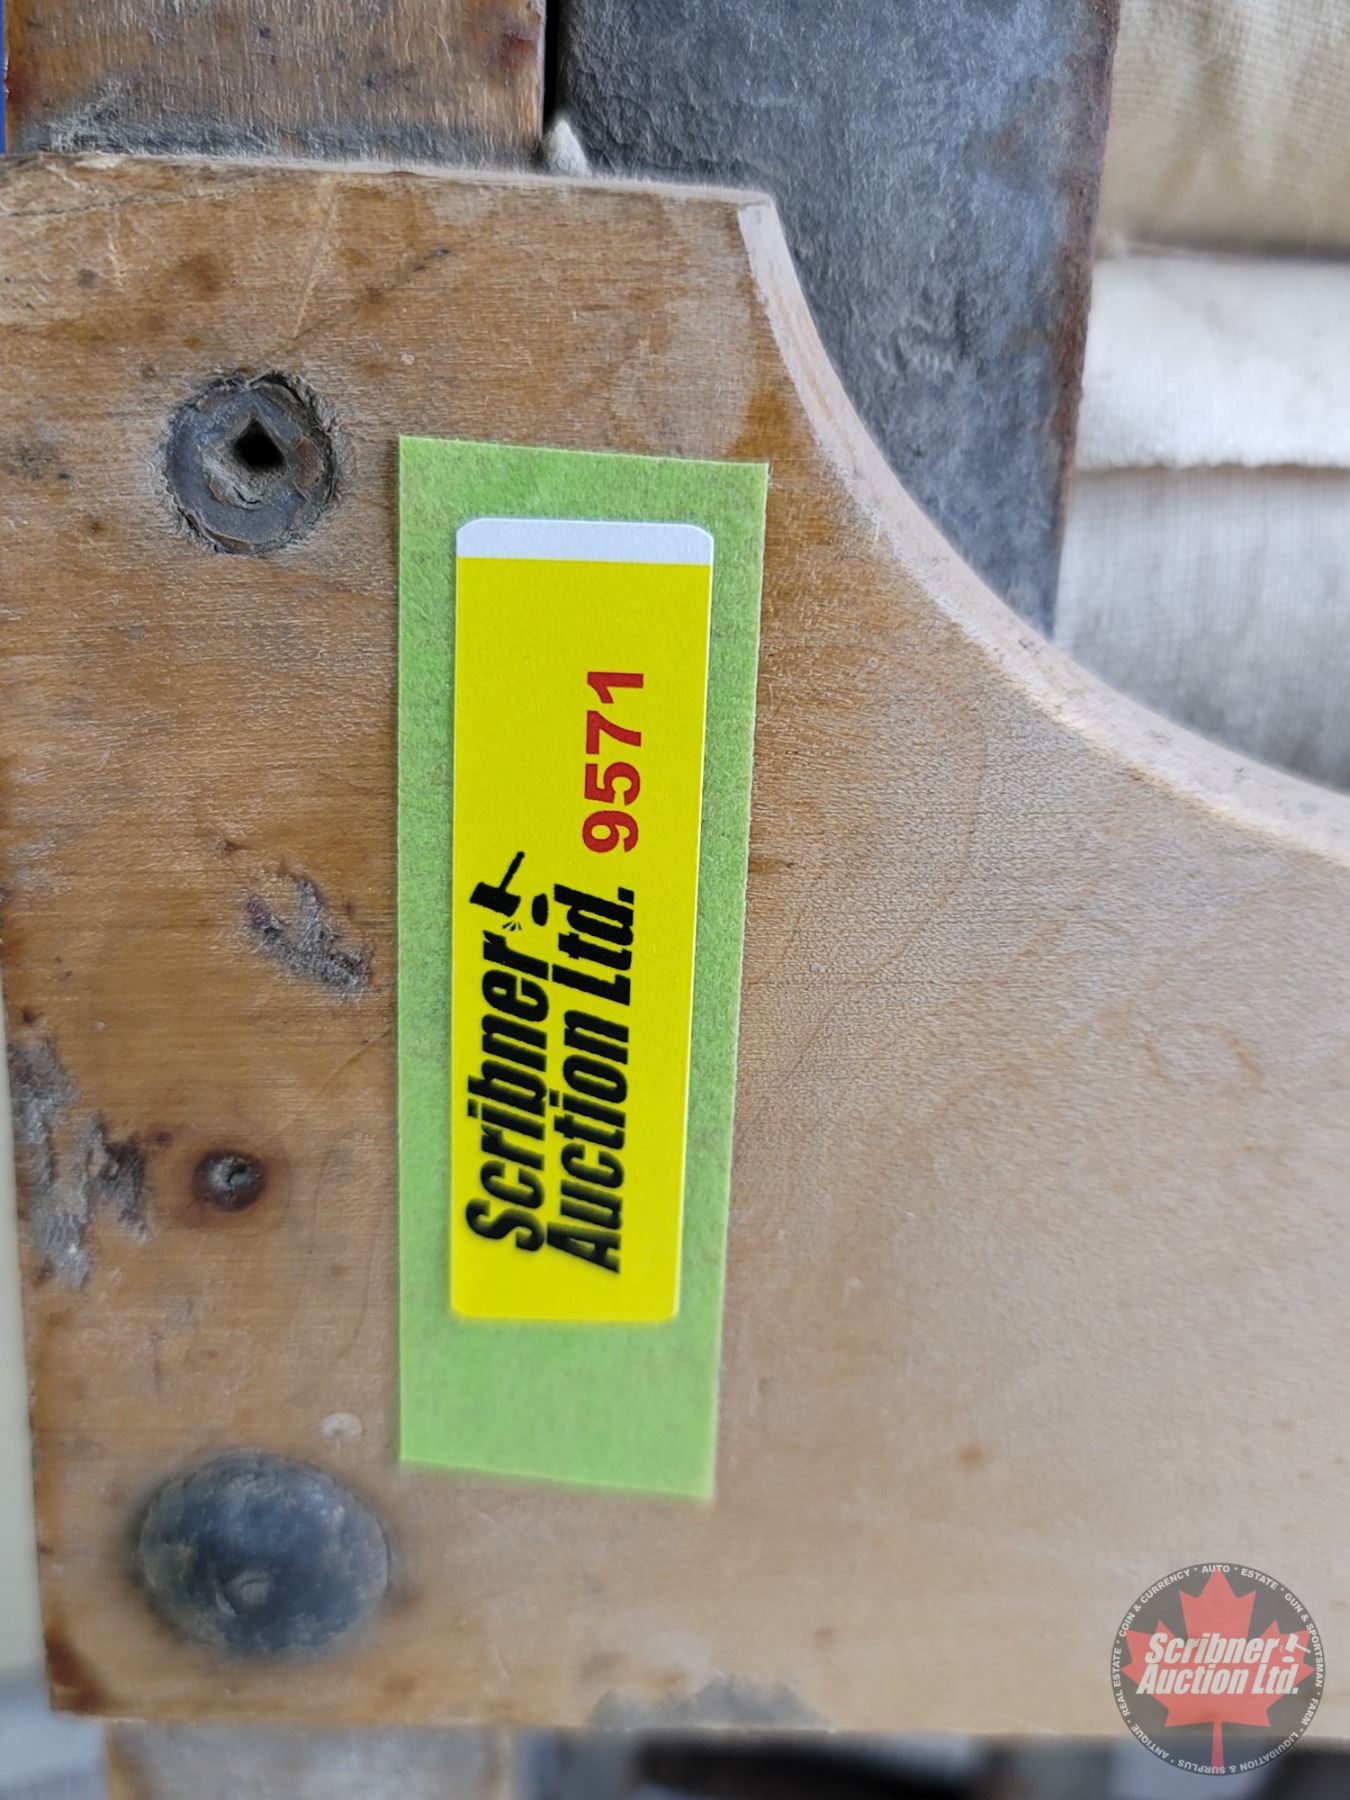 Scribner
Auction Ltd.
9571
COIN & CURRENCY · AUTO · ESTATE · GUN & SPORTSMAN · FARM · LIQUIDATION & SURPLUS · ANTIQUE · REAL ESTATE ·
Scribner
Auction Ltd.